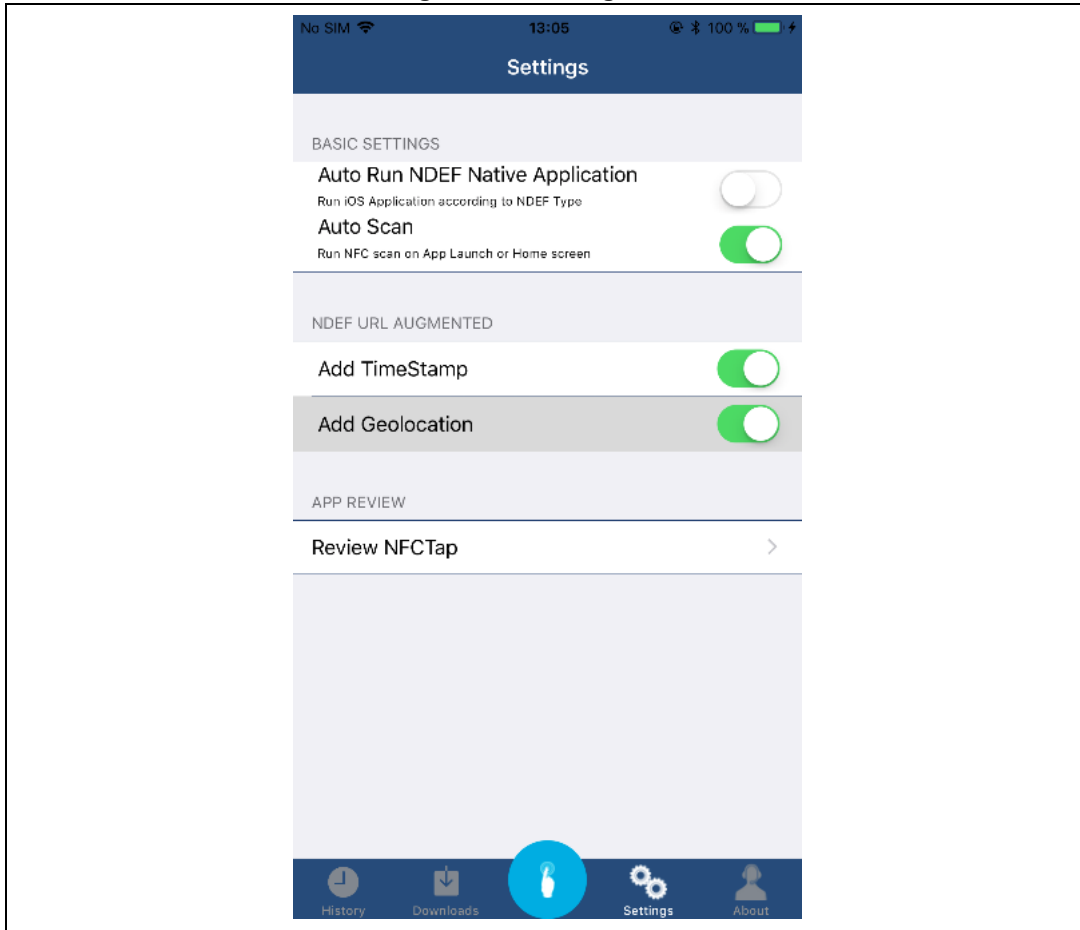 No SIM 13:05 100 %
Settings
BASIC SETTINGS
Auto Run NDEF Native Application
Run iOS Application according to NDEF Type
Auto Scan
Run NFC scan on App Launch or Home screen
NDEF URL AUGMENTED
Add TimeStamp
Add Geolocation
APP REVIEW
Review NFCTap
History Downloads Settings About